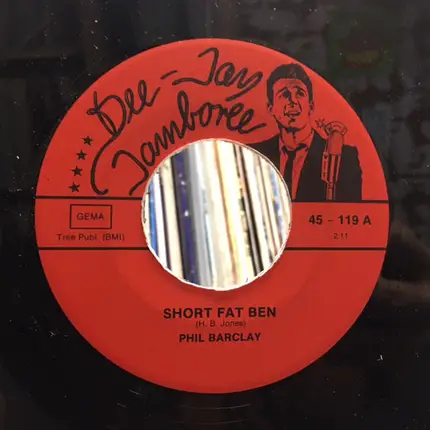 Dee-Jay
Jamboree
GEMA
45 - 119 A
Tree Publ. (BMI)
2.11
SHORT FAT BEN
(H. B. Jones)
PHIL BARCLAY